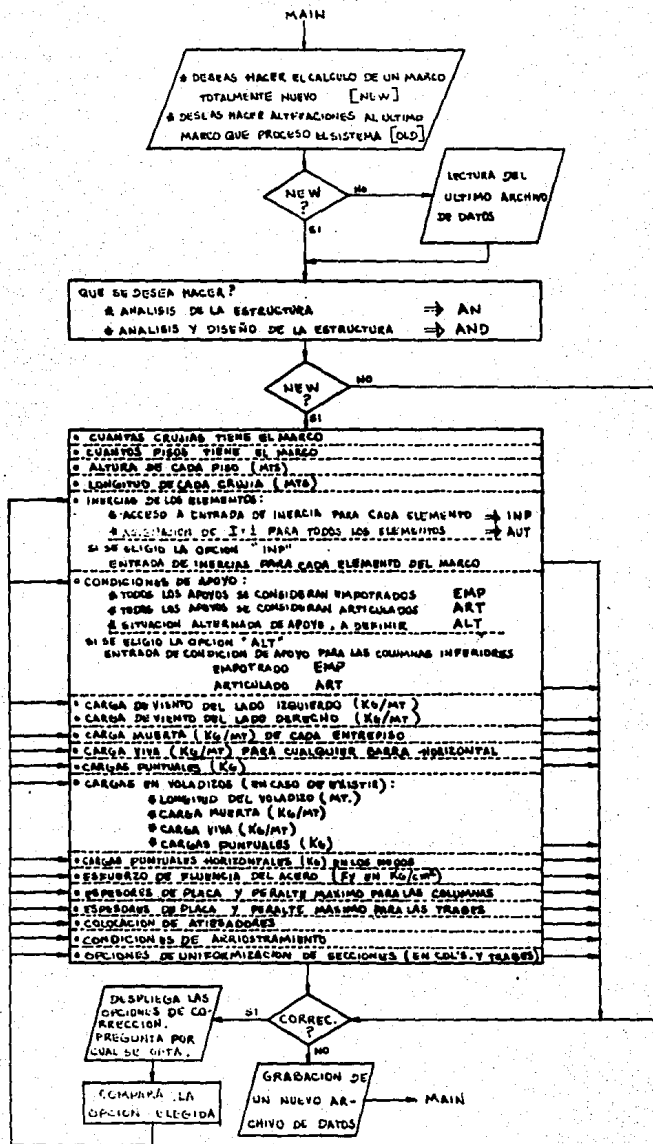 MAIN
* DESEAS HACER EL CALCULO DE UN MARCO
TOTALMENTE NUEVO [NEW]
* DESEAS HACER ALTERACIONES AL ULTIMO
MARCO QUE PROCESO EL SISTEMA [OLD]
NEW
?
NO
SI
LECTURA DEL
ULTIMO ARCHIVO
DE DATOS
QUE SE DESEA HACER?
* ANALISIS DE LA ESTRUCTURA ⇒ AN
* ANALISIS Y DISEÑO DE LA ESTRUCTURA ⇒ AND
NEW
?
NO
SI
• CUANTAS CRUJIAS TIENE EL MARCO
• CUANTOS PISOS TIENE EL MARCO
• ALTURA DE CADA PISO (MTS)
• LONGITUD DE CADA CRUJIA (MTS)
• INERCIAS DE LOS ELEMENTOS:
* ACCESO A ENTRADA DE INERCIA PARA CADA ELEMENTO ⇒ INP
* ASIGNACION DE I=1 PARA TODOS LOS ELEMENTOS ⇒ AUT
SI SE ELIGIO LA OPCION "INP"
ENTRADA DE INERCIAS PARA CADA ELEMENTO DEL MARCO
• CONDICIONES DE APOYO:
* TODOS LOS APOYOS SE CONSIDERAN EMPOTRADOS EMP
* TODOS LOS APOYOS SE CONSIDERAN ARTICULADOS ART
* SITUACION ALTERNADA DE APOYO, A DEFINIR ALT
SI SE ELIGIO LA OPCION "ALT"
ENTRADA DE CONDICION DE APOYO PARA LAS COLUMNAS INFERIORES
EMPOTRADO EMP
ARTICULADO ART
• CARGA DE VIENTO DEL LADO IZQUIERDO (KG/MT)
• CARGA DE VIENTO DEL LADO DERECHO (KG/MT)
• CARGA MUERTA (KG/MT) DE CADA ENTREPISO
• CARGA VIVA (KG/MT) PARA CUALQUIER BARRA HORIZONTAL
• CARGAS PUNTUALES (KG)
• CARGAS EN VOLADIZOS (EN CASO DE EXISTIR):
* LONGITUD DEL VOLADIZO (MT.)
* CARGA MUERTA (KG/MT)
* CARGA VIVA (KG/MT)
* CARGAS PUNTUALES (KG)
• CARGAS PUNTUALES HORIZONTALES (KG) EN LOS NUDOS
• ESFUERZO DE FLUENCIA DEL ACERO (FY EN KG/CM²)
• ESPESORES DE PLACA Y PERALTE MAXIMO PARA LAS COLUMNAS
• ESPESORES DE PLACA Y PERALTE MAXIMO PARA LAS TRABES
• COLOCACION DE ATIESADORES
• CONDICIONES DE ARRIOSTRAMIENTO
• OPCIONES DE UNIFORMIZACION DE SECCIONES (EN COL'S. Y TRABES)
DESPLIEGA LAS
OPCIONES DE CO-
RRECCION.
PREGUNTA POR
CUAL SE OPTA.
SI
CORREC.
?
NO
COMPARA LA
OPCION ELEGIDA
GRABACION DE
UN NUEVO AR-
CHIVO DE DATOS
MAIN